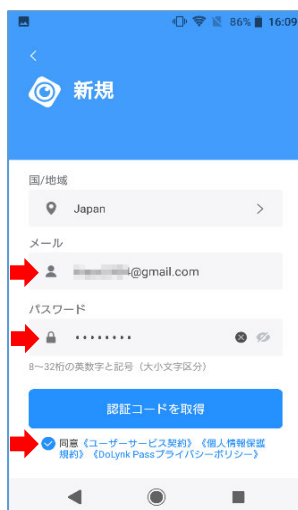 86% 16:09
新規
国/地域
Japan
メール
@gmail.com
パスワード
8～32桁の英数字と記号（大小文字区分）
認証コードを取得
同意《ユーザーサービス契約》《個人情報保護
規約》《DoLynk Passプライバシーポリシー》